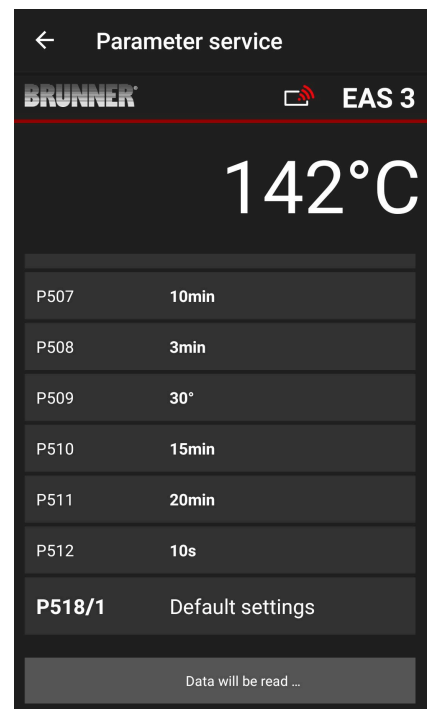 Parameter service
BRUNNER
EAS 3
142°C
P507 10min
P508 3min
P509 30°
P510 15min
P511 20min
P512 10s
P518/1 Default settings
Data will be read ...